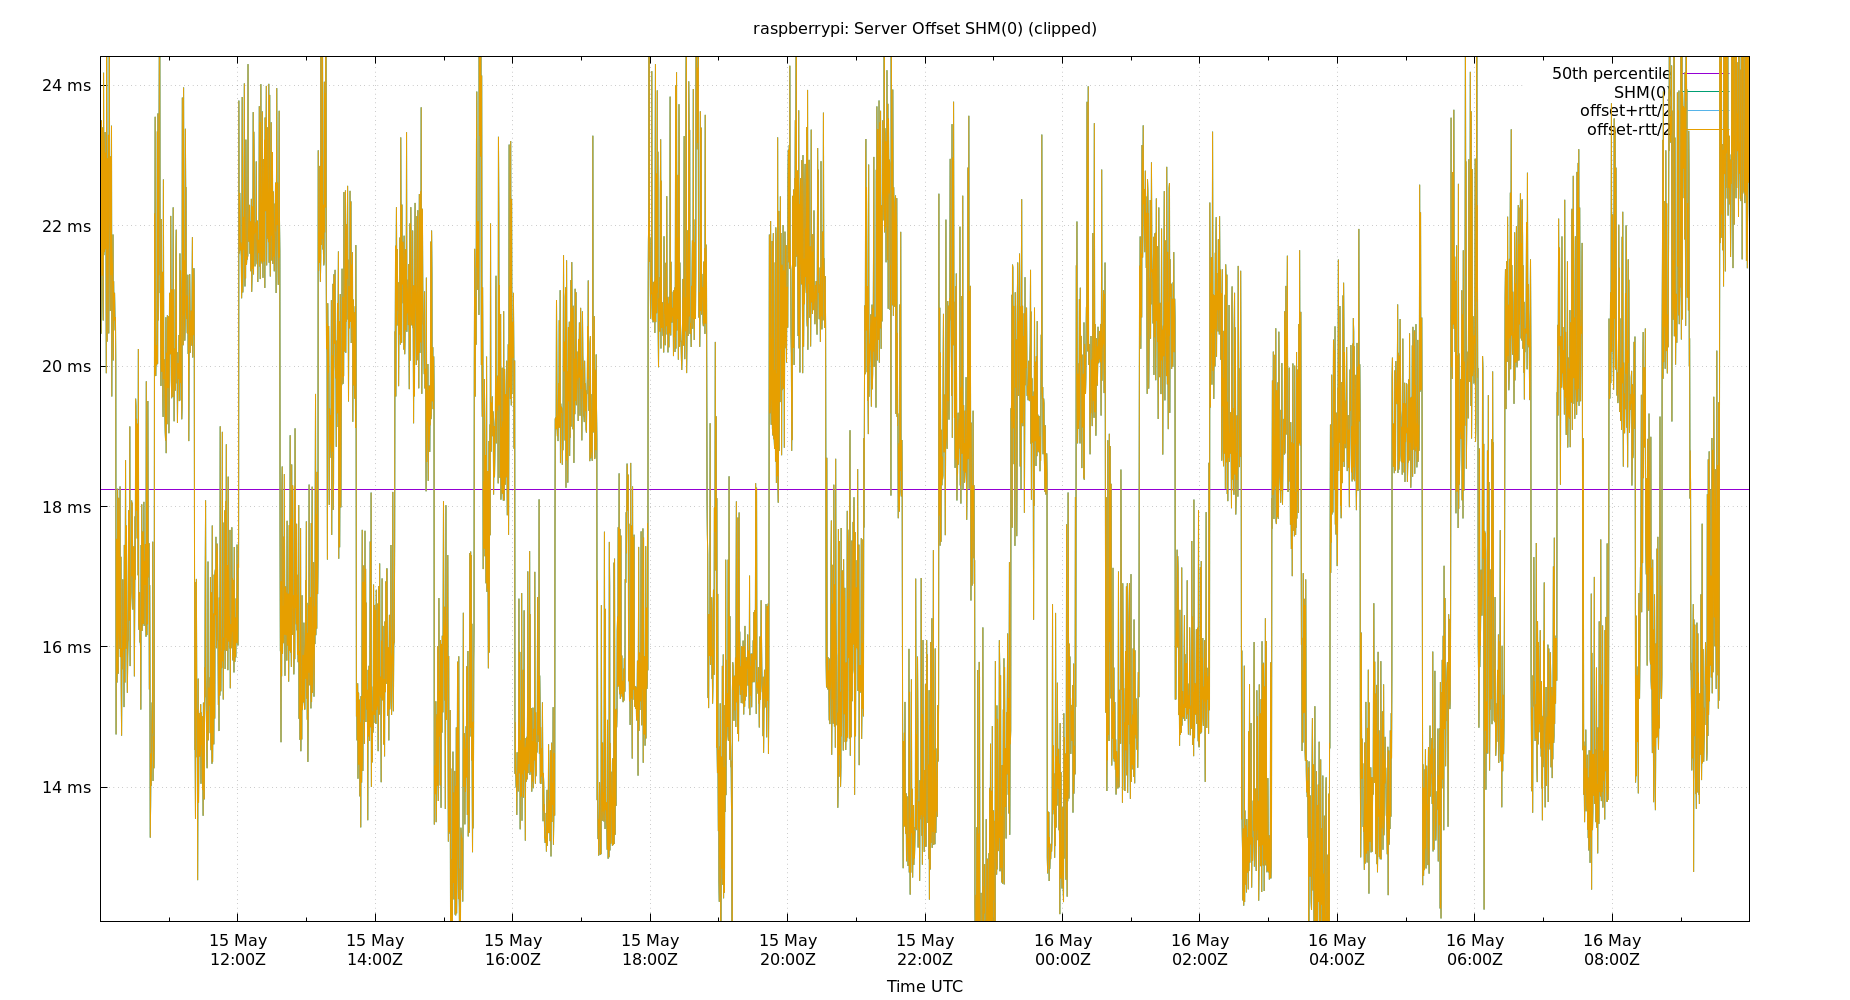 raspberrypi: Server Offset SHM(0) (clipped)
50th percentile
SHM(0)
offset+rtt/2
offset-rtt/2
24 ms
22 ms
20 ms
18 ms
16 ms
14 ms
15 May 15 May 15 May 15 May 15 May 15 May 16 May 16 May 16 May 16 May 16 May
12:00Z 14:00Z 16:00Z 18:00Z 20:00Z 22:00Z 00:00Z 02:00Z 04:00Z 06:00Z 08:00Z
Time UTC